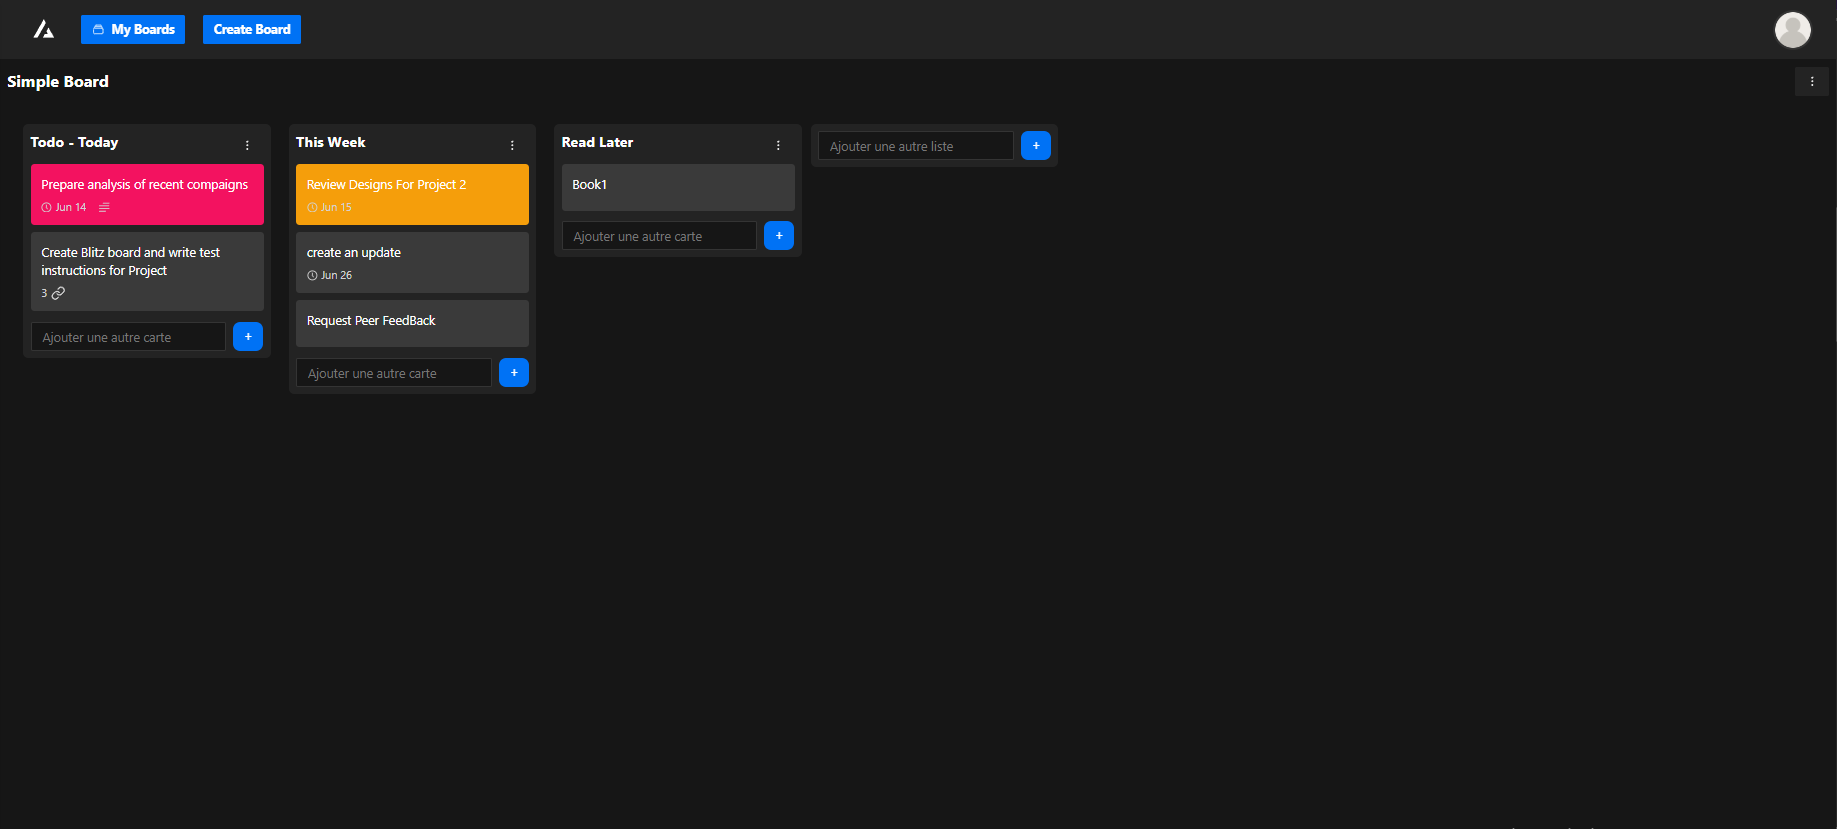 My Boards
Create Board
Simple Board
Todo - Today
Prepare analysis of recent compaigns
Jun 14
Create Blitz board and write test
instructions for Project
3
Ajouter une autre carte
+
This Week
Review Designs For Project 2
Jun 15
create an update
Jun 26
Request Peer FeedBack
Ajouter une autre carte
+
Read Later
Book1
Ajouter une autre carte
+
Ajouter une autre liste
+